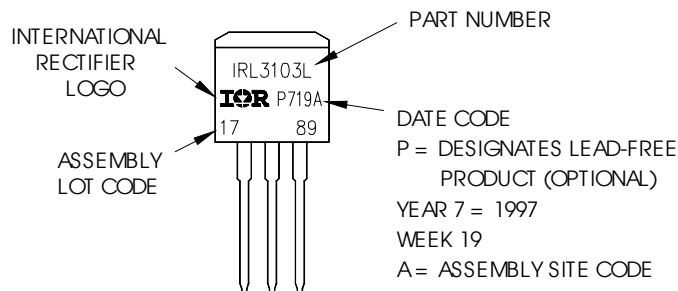 INTERNATIONAL
RECTIFIER
LOGO
PART NUMBER
IRL3103L
IOR P719A
17 89
ASSEMBLY
LOT CODE
DATE CODE
P = DESIGNATES LEAD-FREE
PRODUCT (OPTIONAL)
YEAR 7 = 1997
WEEK 19
A = ASSEMBLY SITE CODE